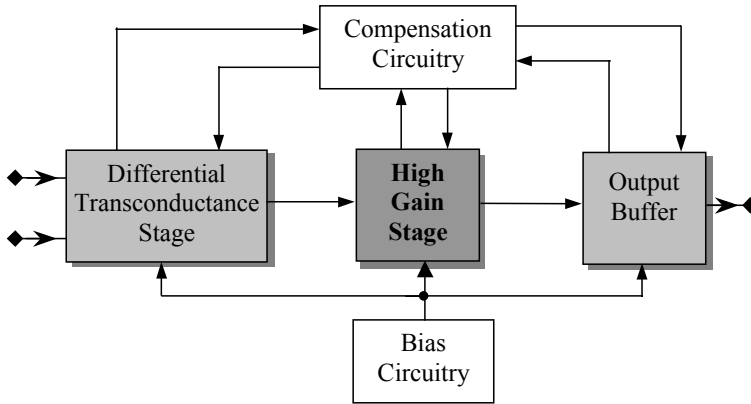 Compensation
Circuitry
Differential
Transconductance
Stage
High
Gain
Stage
Output
Buffer
Bias
Circuitry